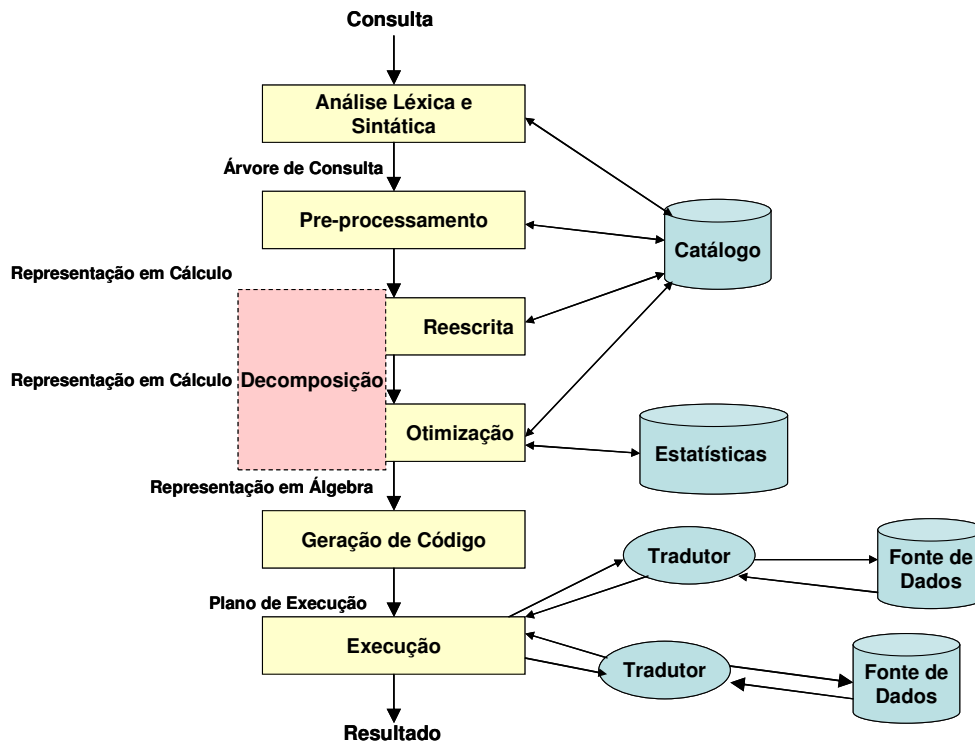 Consulta
Análise Léxica e
Sintática
Árvore de Consulta
Pre-processamento
Catálogo
Representação em Cálculo
Reescrita
Representação em Cálculo
Decomposição
Otimização
Estatísticas
Representação em Álgebra
Geração de Código
Tradutor
Fonte de
Dados
Plano de Execução
Execução
Tradutor
Fonte de
Dados
Resultado